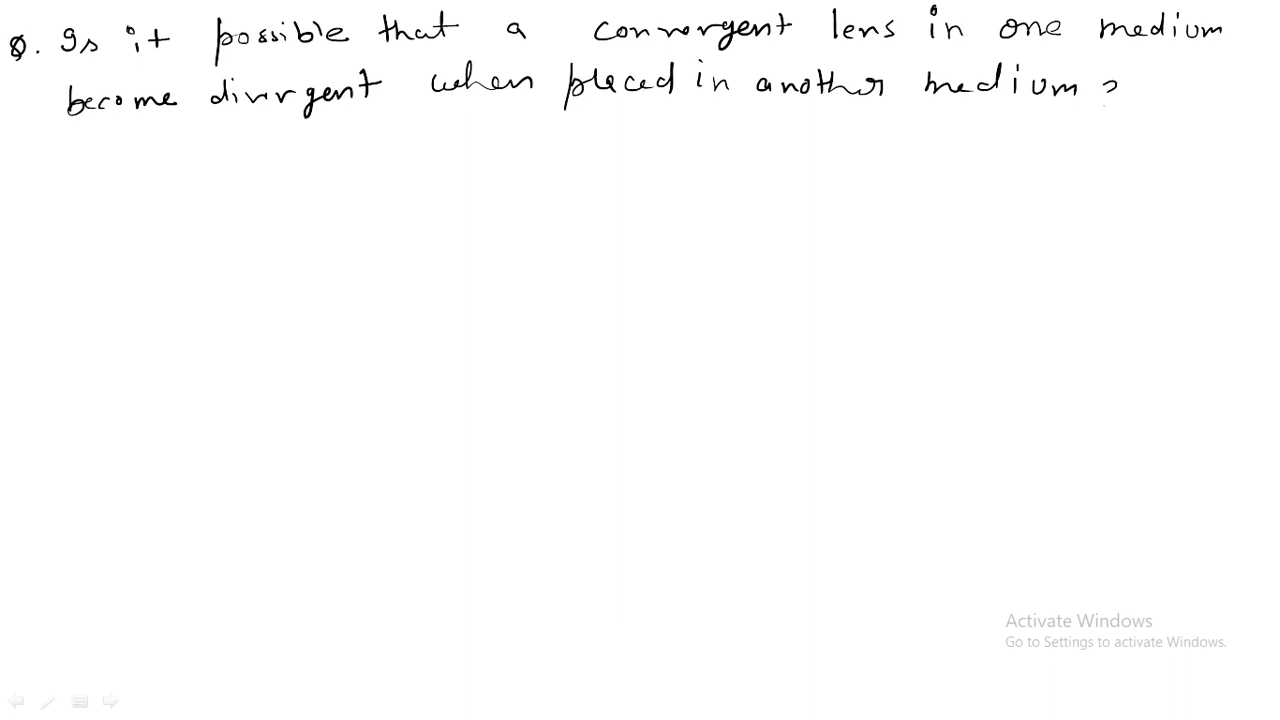 Q. Is it possible that a convergent lens in one medium
become divergent when placed in another medium ?
Activate Windows
Go to Settings to activate Windows.